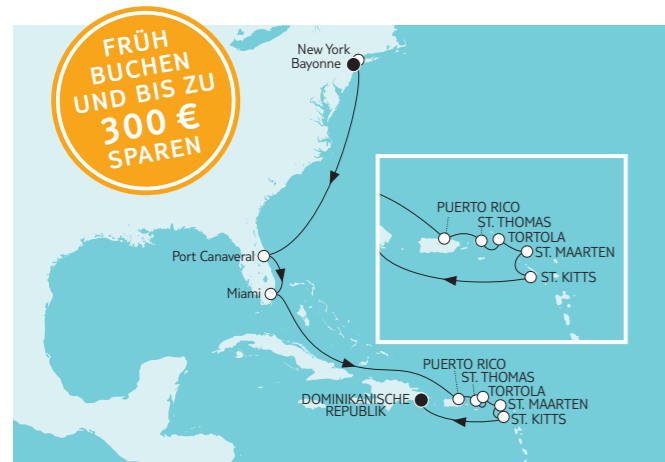 FRÜH
BUCHEN
UND BIS ZU
300 €
SPAREN
New York
Bayonne
Port Canaveral
Miami
PUERTO RICO
ST. THOMAS
TORTOLA
ST. MAARTEN
ST. KITTS
PUERTO RICO
ST. THOMAS
TORTOLA
ST. MAARTEN
ST. KITTS
DOMINIKANISCHE
REPUBLIK